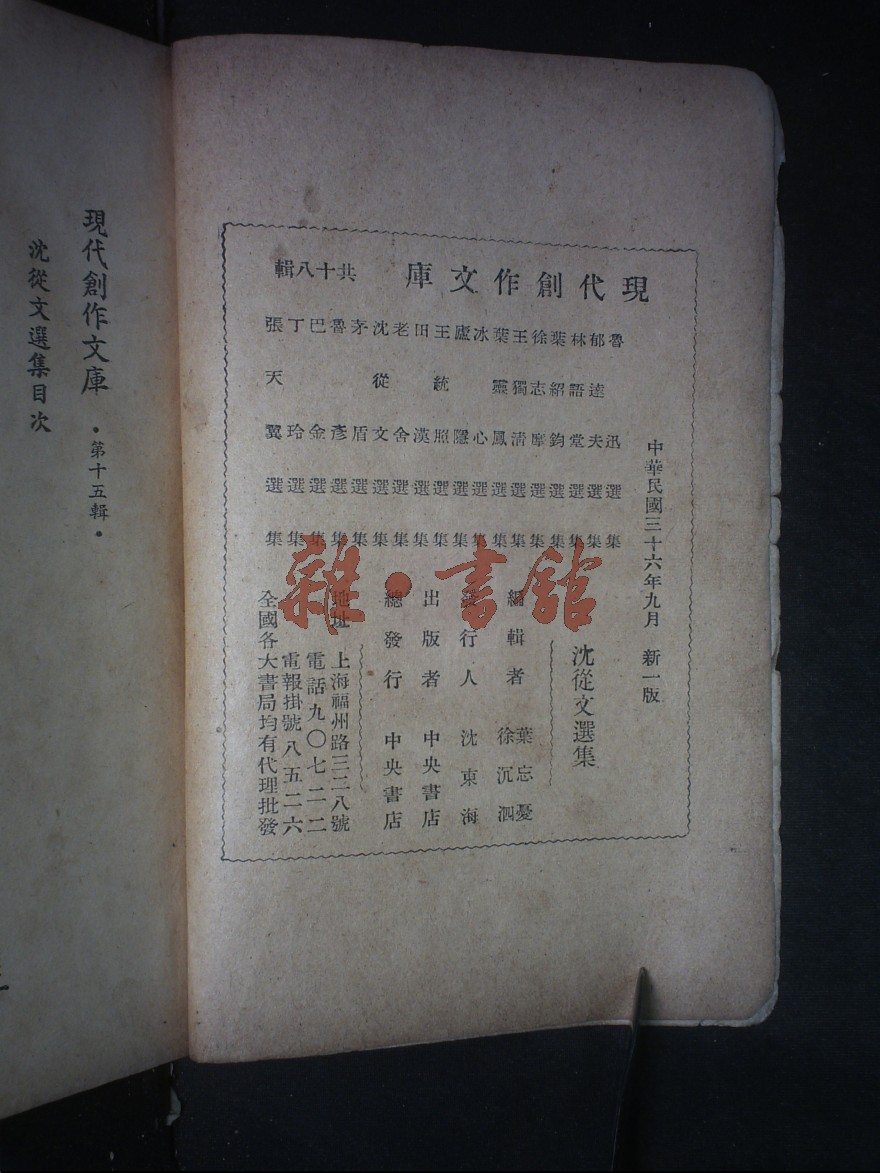 中華民國三十六年九月 新一版
現代創作文庫 共十八輯
魯迅選集
郁達夫選集
林語堂選集
葉紹鈞選集
徐志摩選集
王獨清選集
葉靈鳳選集
冰心選集
廬隱選集
王統照選集
田漢選集
老舍選集
沈從文選集
茅盾選集
魯彥選集
巴金選集
丁玲選集
張天翼選集
沈從文選集
編輯者 徐沉泗 葉忘憂
發行人 沈東海
出版者 中央書店
總發行 中央書店
地址 上海福州路三二八號
電話九〇七二二
電報掛號八五二六
全國各大書局均有代理批發
現代創作文庫 •第十五輯•
沈從文選集目次
雜•書館